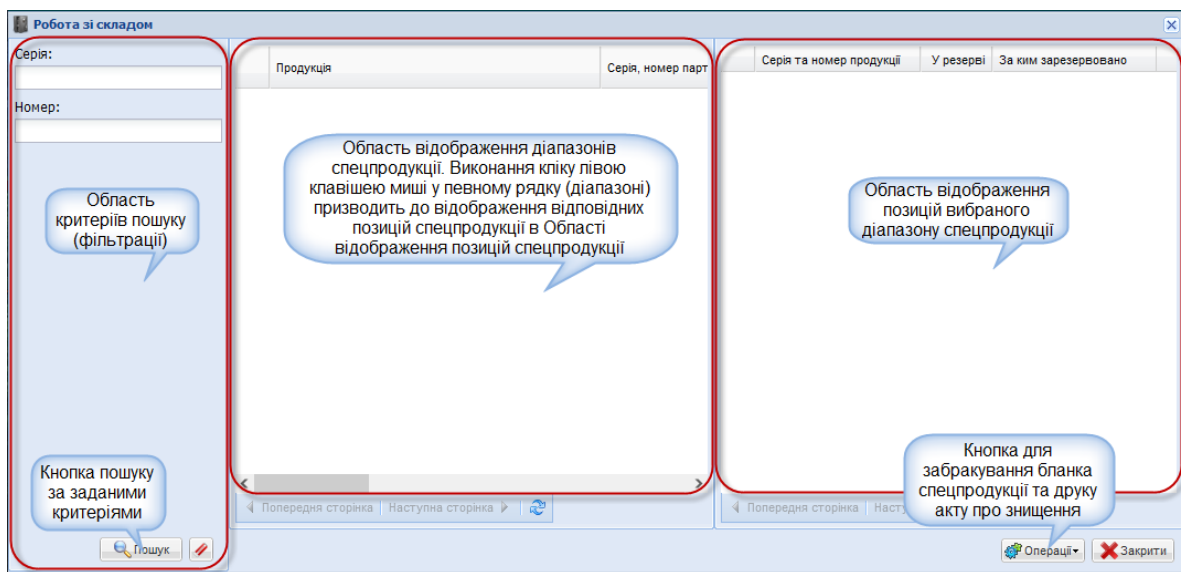 Робота зі складом
Серія:
Номер:
Область
критеріїв пошуку
(фільтрації)
Кнопка пошуку
за заданими
критеріями
Пошук
Продукція
Серія, номер парт
Область відображення діапазонів
спецпродукції. Виконання кліку лівою
клавішею миші у певному рядку (діапазоні)
призводить до відображення відповідних
позицій спецпродукції в Області
відображення позицій спецпродукції
Попередня сторінка
Наступна сторінка
Серія та номер продукції
У резерві
За ким зарезервовано
Область відображення
позицій вибраного
діапазону спецпродукції
Кнопка для
забракування бланка
спецпродукції та друку
акту про знищення
Попередня сторінка
Наст
Операції
Закрити